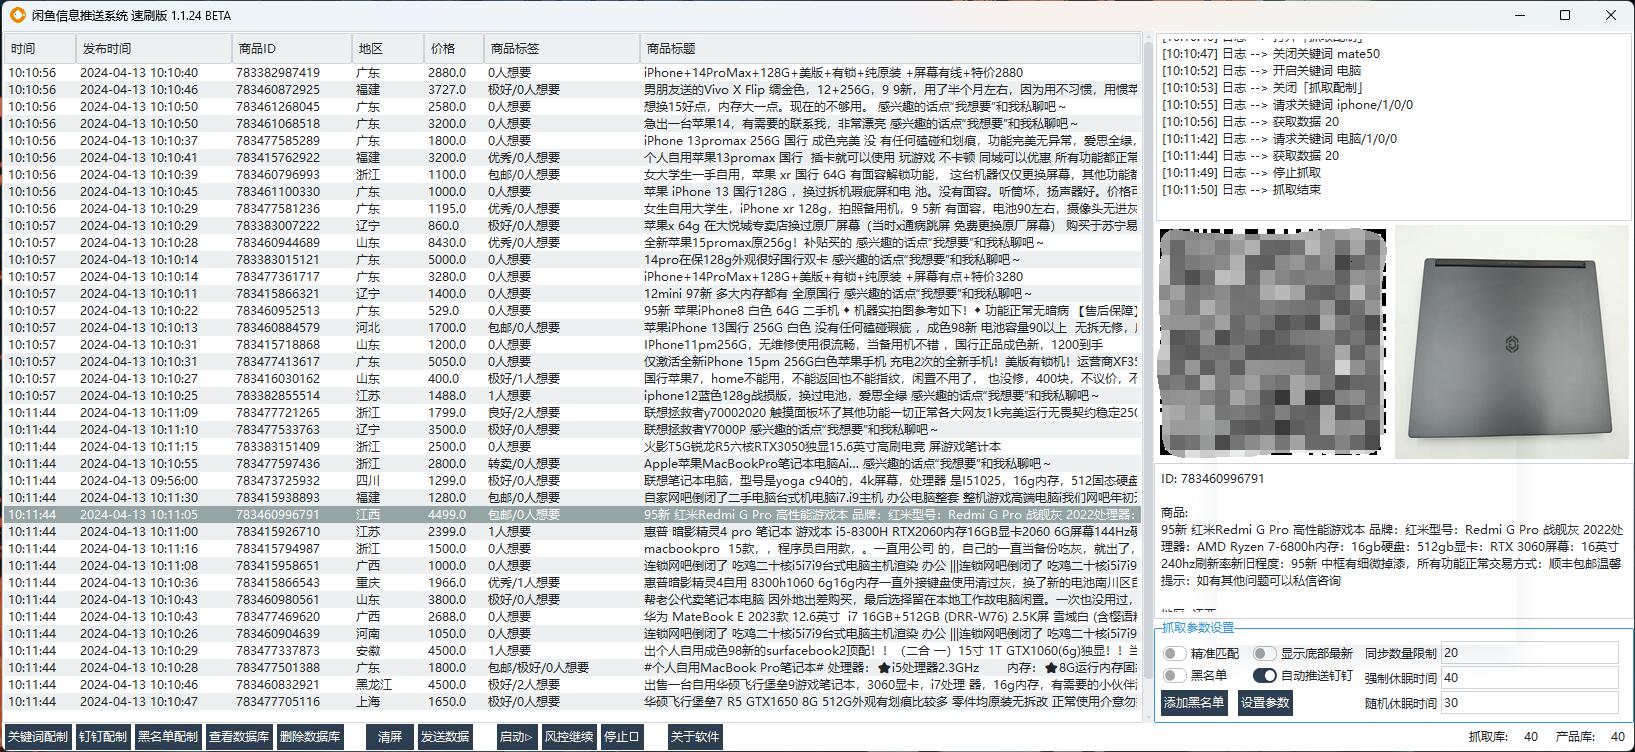 闲鱼信息推送系统 速刷版 1.1.24 BETA
时间 发布时间 商品ID 地区 价格 商品标签 商品标题
10:10:56 2024-04-13 10:10:40 783382987419 广东 2880.0 0人想要 iPhone+14ProMax+128G+美版+有锁+纯原装 +屏幕有线+特价2880
10:10:56 2024-04-13 10:10:46 783460872925 福建 3727.0 极好/0人想要 男朋友送的Vivo X Flip 绸金色，12+256G，9 9新，用了半个月左右，因为用不习惯，用惯苹
10:10:56 2024-04-13 10:10:50 783461268045 广东 2580.0 0人想要 想换15好点，内存大一点。现在的不够用。 感兴趣的话点“我想要”和我私聊吧～
10:10:56 2024-04-13 10:10:50 783461068518 广东 3200.0 0人想要 急出一台苹果14，有需要的联系我，非常漂亮 感兴趣的话点“我想要”和我私聊吧～
10:10:56 2024-04-13 10:10:37 783477585289 广东 1800.0 0人想要 iPhone 13promax 256G 国行 成色完美 没 有任何磕碰和划痕，功能完美无异常，爱思全绿，
10:10:56 2024-04-13 10:10:41 783415762922 福建 3200.0 优秀/0人想要 个人自用苹果13promax 国行 插卡就可以使用 玩游戏 不卡顿 同城可以优惠 所有功能都正常
10:10:56 2024-04-13 10:10:39 783460796993 浙江 1100.0 包邮/0人想要 女大学生一手自用，苹果 xr 国行 64G 有面容解锁功能， 这台机器仅仅更换屏幕，其他功能都
10:10:56 2024-04-13 10:10:45 783461100330 广东 1000.0 0人想要 苹果 iPhone 13 国行128G ，换过拆机瑕疵屏和电 池。没有面容。听筒坏，扬声器好。价格可
10:10:56 2024-04-13 10:10:29 783477581236 广东 1195.0 优秀/0人想要 女生自用大学生，iPhone xr 128g，拍照备用机，9 5新 有面容，电池90左右，摄像头无进灰
10:10:56 2024-04-13 10:10:29 783383007222 辽宁 860.0 极好/0人想要 苹果x 64g 在大悦城专卖店换过原厂屏幕（当时x通病跳屏 免费更换原厂屏幕） 购买于苏宁易
10:10:56 2024-04-13 10:10:28 783460944689 山东 8430.0 优秀/0人想要 全新苹果15promax原256g！补贴买的 感兴趣的话点“我想要”和我私聊吧～
10:10:57 2024-04-13 10:10:14 783383015121 广东 5000.0 0人想要 14pro在保128g外观很好国行双卡 感兴趣的话点“我想要”和我私聊吧～
10:10:57 2024-04-13 10:10:14 783477361717 广东 3280.0 0人想要 iPhone+14ProMax+128G+美版+有锁+纯原装 +屏幕有点+特价3280
10:10:57 2024-04-13 10:10:11 783415866321 辽宁 1400.0 0人想要 12mini 97新 多大内存都有 全原国行 感兴趣的话点“我想要”和我私聊吧～
10:10:57 2024-04-13 10:10:22 783460952513 广东 529.0 0人想要 95新 苹果iPhone8 白色 64G 二手机 ♦ 机器实拍图参考如下！♦ 功能正常无暗病 【售后保障】
10:10:57 2024-04-13 10:10:13 783460884579 河北 1700.0 包邮/0人想要 苹果iPhone 13国行 256G 白色 没有任何磕碰瑕疵 ，成色98新 电池容量90以上 无拆无修，
10:10:57 2024-04-13 10:10:31 783415718868 山东 1200.0 0人想要 IPhone11pm256G，无维修使用很流畅，当备用机不错 ，国行正品成色新，1200到手
10:10:57 2024-04-13 10:10:31 783477413617 广东 5050.0 0人想要 仅激活全新iPhone 15pm 256G白色苹果手机 充电2次的全新手机！美版有锁机！运营商XF35
10:10:57 2024-04-13 10:10:27 783416030162 山东 400.0 极好/1人想要 国行苹果7，home不能用，不能返回也不能指纹，闲置不用了， 也没修，400块，不议价，不
10:10:57 2024-04-13 10:10:25 783382855514 江苏 1488.0 1人想要 iphone12蓝色128g战损版，换过电池，爱思全绿 感兴趣的话点“我想要”和我私聊吧～
10:11:44 2024-04-13 10:11:09 783477721265 浙江 1799.0 良好/2人想要 联想拯救者y70002020 触摸面板坏了其他功能一切正常各大网友1k完美运行无畏契约稳定250
10:11:44 2024-04-13 10:11:10 783477533763 辽宁 3500.0 极好/0人想要 联想拯救者Y7000P 感兴趣的话点“我想要”和我私聊吧～
10:11:44 2024-04-13 10:11:15 783383151409 浙江 2500.0 0人想要 火影T5G锐龙R5六核RTX3050独显15.6英寸高刷电竞 屏游戏笔计本
10:11:44 2024-04-13 10:10:55 783477597436 浙江 2800.0 转卖/0人想要 Apple苹果MacBookPro笔记本电脑Ai... 感兴趣的话点“我想要”和我私聊吧～
10:11:44 2024-04-13 09:56:00 783473725932 四川 1299.0 极好/0人想要 联想笔记本电脑，型号是yoga c940的，4k屏幕，处理器 是I51025，16g内存，512固态硬盘
10:11:44 2024-04-13 10:11:30 783415938893 福建 1280.0 包邮/0人想要 自家网吧倒闭了二手电脑台式机电脑i7.i9主机 办公电脑整套 整机游戏高端电脑i我们网吧年初
10:11:44 2024-04-13 10:11:05 783460996791 江西 4499.0 包邮/0人想要 95新 红米Redmi G Pro 高性能游戏本 品牌：红米型号：Redmi G Pro 战舰灰 2022处理器：
10:11:44 2024-04-13 10:11:00 783415926910 江苏 2399.0 1人想要 惠普 暗影精灵4 pro 笔记本 游戏本 i5-8300H RTX2060内存16GB显卡2060 6G屏幕144Hz硬
10:11:44 2024-04-13 10:11:16 783415794987 浙江 1500.0 0人想要 macbookpro 15款，，程序员自用款，。一直用公司 的，自己的一直当备份吃灰，就出了，
10:11:44 2024-04-13 10:11:08 783415958651 广西 1000.0 0人想要 连锁网吧倒闭了 吃鸡二十核i5i7i9台式电脑主机渲染 办公 |||连锁网吧倒闭了 吃鸡二十核i5i7i9
10:11:44 2024-04-13 10:10:36 783415866543 重庆 1966.0 优秀/1人想要 惠普暗影精灵4自用 8300h1060 6g16g内存一直外接键盘使用清过灰，换了新的电池南川区自
10:11:44 2024-04-13 10:10:43 783460980561 山东 3800.0 极好/0人想要 帮老公代卖笔记本电脑 因外地出差购买，最后选择留在本地工作故电脑闲置。一次也没用过，
10:11:44 2024-04-13 10:10:43 783477469620 广西 2688.0 0人想要 华为 MateBook E 2023款 12.6英寸 i7 16GB+512GB (DRR-W76) 2.5K屏 雪域白 (含樱语粉
10:11:44 2024-04-13 10:10:26 783460904639 河南 1050.0 0人想要 连锁网吧倒闭了 吃鸡二十核i5i7i9台式电脑主机渲染 办公 |||连锁网吧倒闭了 吃鸡二十核i5i7i9
10:11:44 2024-04-13 10:10:29 783477337873 安徽 4500.0 1人想要 出个人自用成色98新的surfacebook2顶配！！（二合 一）15寸 1T GTX1060(6g)独显！！当
10:11:44 2024-04-13 10:10:28 783477501388 广东 1800.0 包邮/极好/0人想要 #个人自用MacBook Pro笔记本# 处理器：★i5处理器2.3GHz 内存：★8G运行内存固
10:11:44 2024-04-13 10:10:46 783460832921 黑龙江 4500.0 极好/2人想要 出售一台自用华硕飞行堡垒9游戏笔记本，3060显卡，i7处理 器，16g内存，有需要的小伙伴
10:11:44 2024-04-13 10:10:47 783477705116 上海 1650.0 极好/0人想要 华硕飞行堡垒7 R5 GTX1650 8G 512G外观有划痕比较多 零件均原装无拆改 正常使用介意勿
[10:10:47] 日志 --> 关闭关键词 mate50
[10:10:52] 日志 --> 开启关键词 电脑
[10:10:53] 日志 --> 关闭「抓取配制」
[10:10:55] 日志 --> 请求关键词 iphone/1/0/0
[10:10:56] 日志 --> 获取数据 20
[10:11:42] 日志 --> 请求关键词 电脑/1/0/0
[10:11:44] 日志 --> 获取数据 20
[10:11:49] 日志 --> 停止抓取
[10:11:50] 日志 --> 抓取结束
ID: 783460996791
商品:
95新 红米Redmi G Pro 高性能游戏本 品牌：红米型号：Redmi G Pro 战舰灰 2022处
理器：AMD Ryzen 7-6800h内存：16gb硬盘：512gb显卡：RTX 3060屏幕：16英寸
240hz刷新率新旧程度：95新 中框有细微掉漆，所有功能正常交易方式：顺丰包邮温馨
提示：如有其他问题可以私信咨询
抓取参数设置
精准匹配 显示底部最新 同步数量限制 20
黑名单 自动推送钉钉 强制休眠时间 40
添加黑名单 设置参数 随机休眠时间 30
关键词配制 钉钉配制 黑名单配制 查看数据库 删除数据库 清屏 发送数据 启动▷ 风控继续 停止□ 关于软件 抓取库: 40 产品库: 40